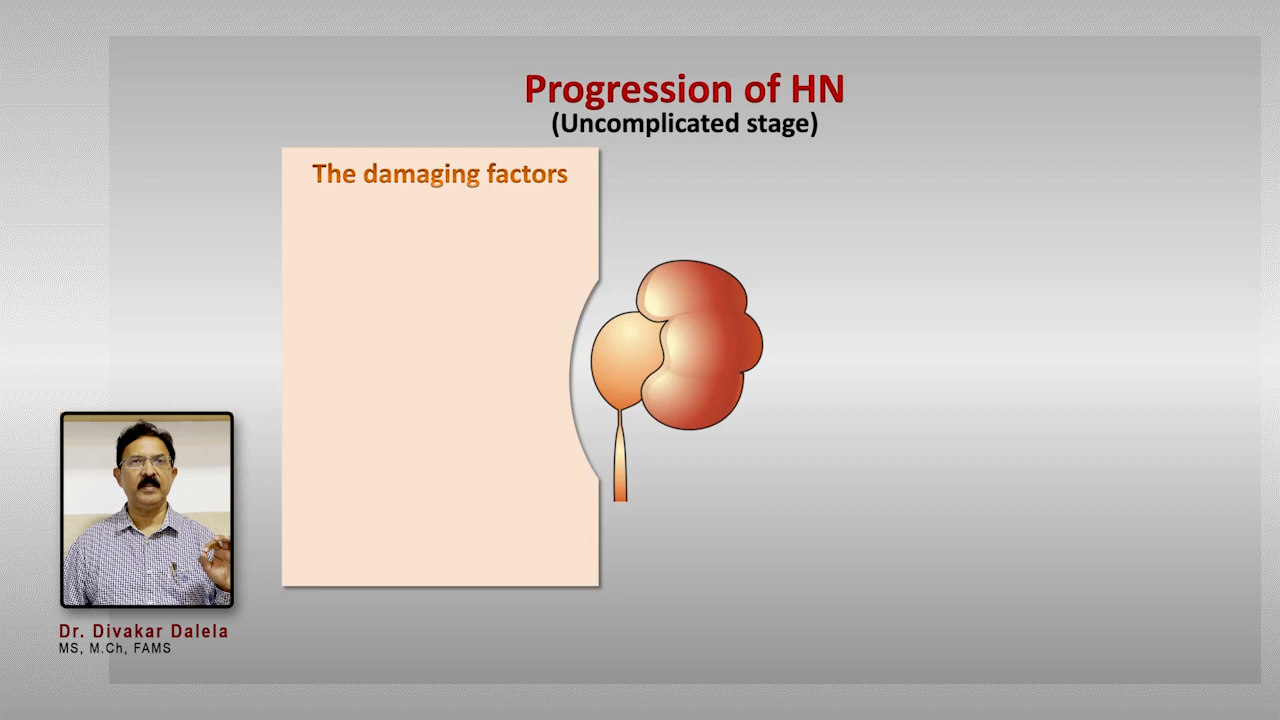 Progression of HN
(Uncomplicated stage)
The damaging factors
Dr. Divakar Dalela
MS, M.Ch, FAMS